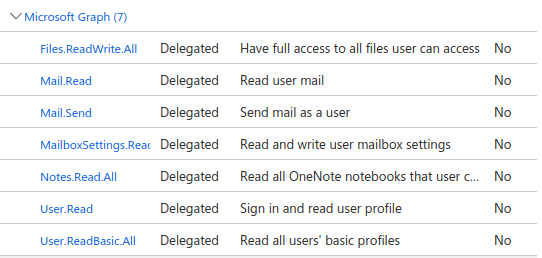 Microsoft Graph (7)
Files.ReadWrite.All Delegated Have full access to all files user can access No
Mail.Read Delegated Read user mail No
Mail.Send Delegated Send mail as a user No
MailboxSettings.Read Delegated Read and write user mailbox settings No
Notes.Read.All Delegated Read all OneNote notebooks that user c... No
User.Read Delegated Sign in and read user profile No
User.ReadBasic.All Delegated Read all users' basic profiles No